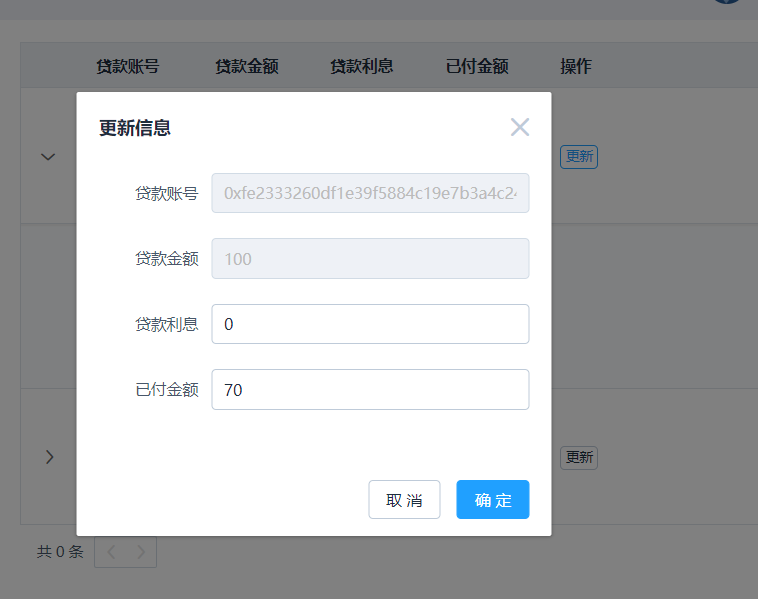 贷款账号 贷款金额 贷款利息 已付金额 操作
更新信息
更新
贷款账号 0xfe2333260df1e39f5884c19e7b3a4c24
贷款金额 100
贷款利息 0
已付金额 70
更新
取消 确定
共 0 条